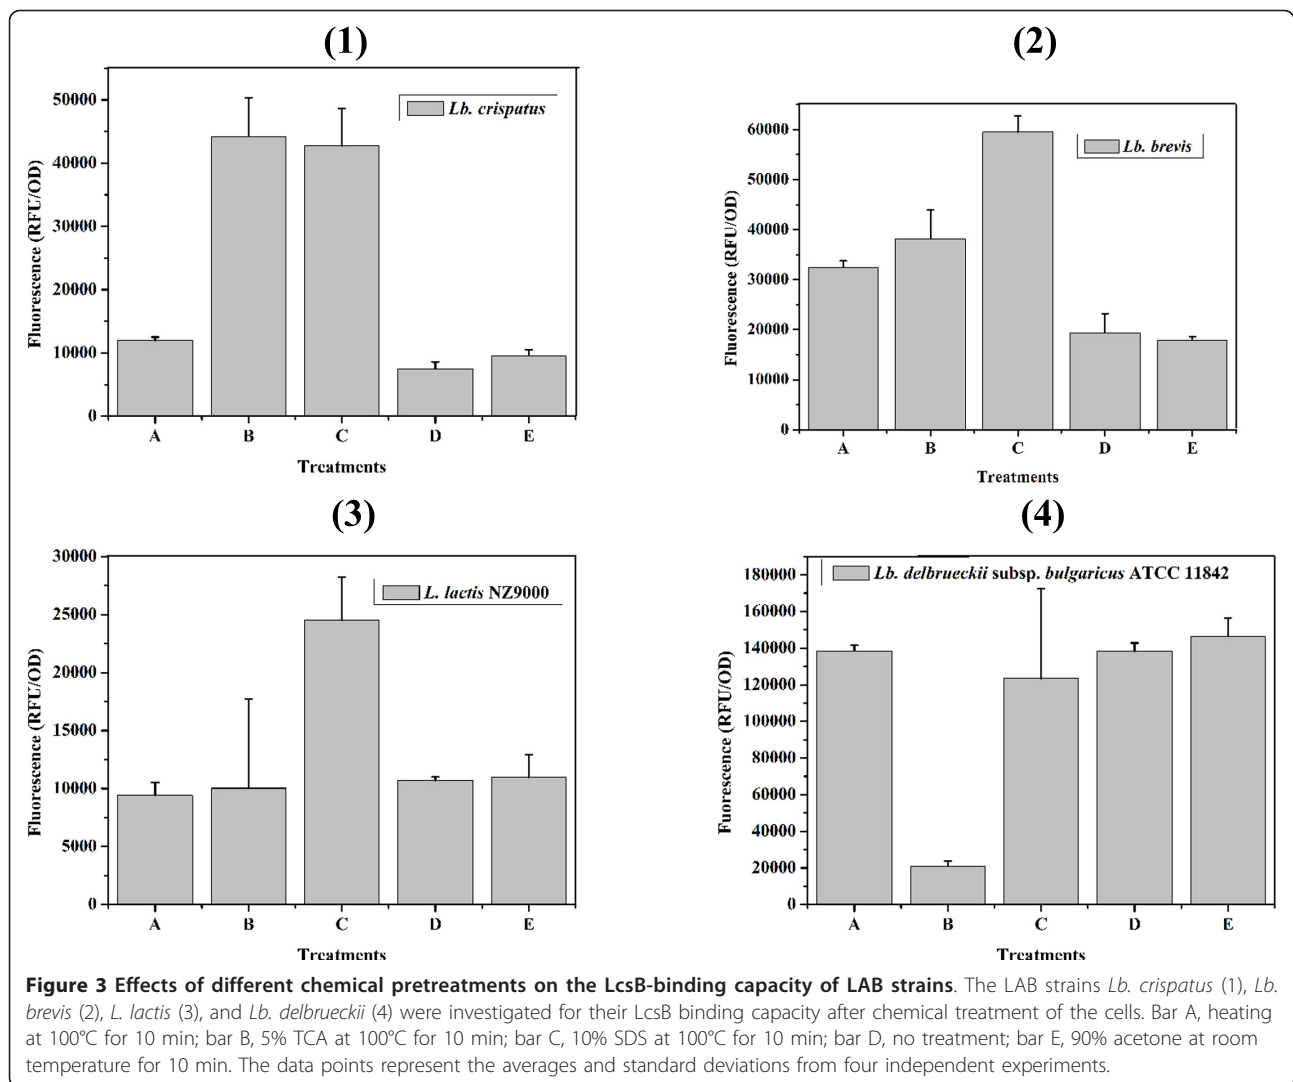 (1)
50000
40000
30000
20000
10000
0
Fluorescence (RFU/OD)
Lb. crispatus
A B C D E
Treatments
(2)
60000
50000
40000
30000
20000
10000
0
Fluorescence (RFU/OD)
Lb. brevis
A B C D E
Treatments
(3)
30000
25000
20000
15000
10000
5000
0
Fluorescence (RFU/OD)
L. lactis NZ9000
A B C D E
Treatments
(4)
180000
160000
140000
120000
100000
80000
60000
40000
20000
0
Fuorescence (RFU/OD)
Lb. delbrueckii subsp. bulgaricus ATCC 11842
A B C D E
Treatments
Figure 3 Effects of different chemical pretreatments on the LcsB-binding capacity of LAB strains. The LAB strains Lb. crispatus (1), Lb.
brevis (2), L. lactis (3), and Lb. delbrueckii (4) were investigated for their LcsB binding capacity after chemical treatment of the cells. Bar A, heating
at 100°C for 10 min; bar B, 5% TCA at 100°C for 10 min; bar C, 10% SDS at 100°C for 10 min; bar D, no treatment; bar E, 90% acetone at room
temperature for 10 min. The data points represent the averages and standard deviations from four independent experiments.